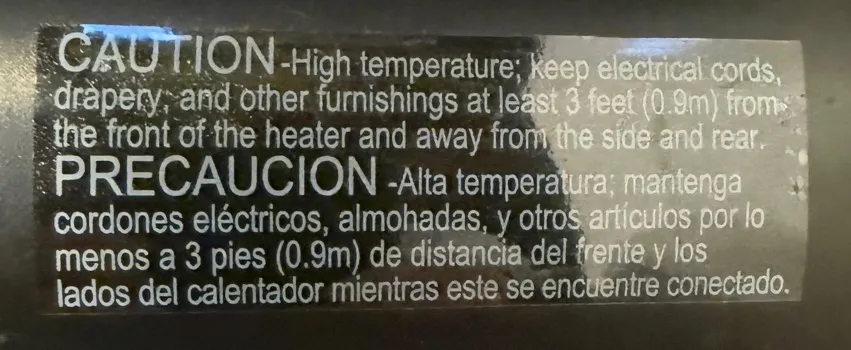 CAUTION -High temperature; keep electrical cords,
drapery, and other furnishings at least 3 feet (0.9m) from
the front of the heater and away from the side and rear.
PRECAUCION -Alta temperatura; mantenga
cordones eléctricos, almohadas, y otros artículos por lo
menos a 3 pies (0.9m) de distancia del frente y los
lados del calentador mientras este se encuentre conectado.